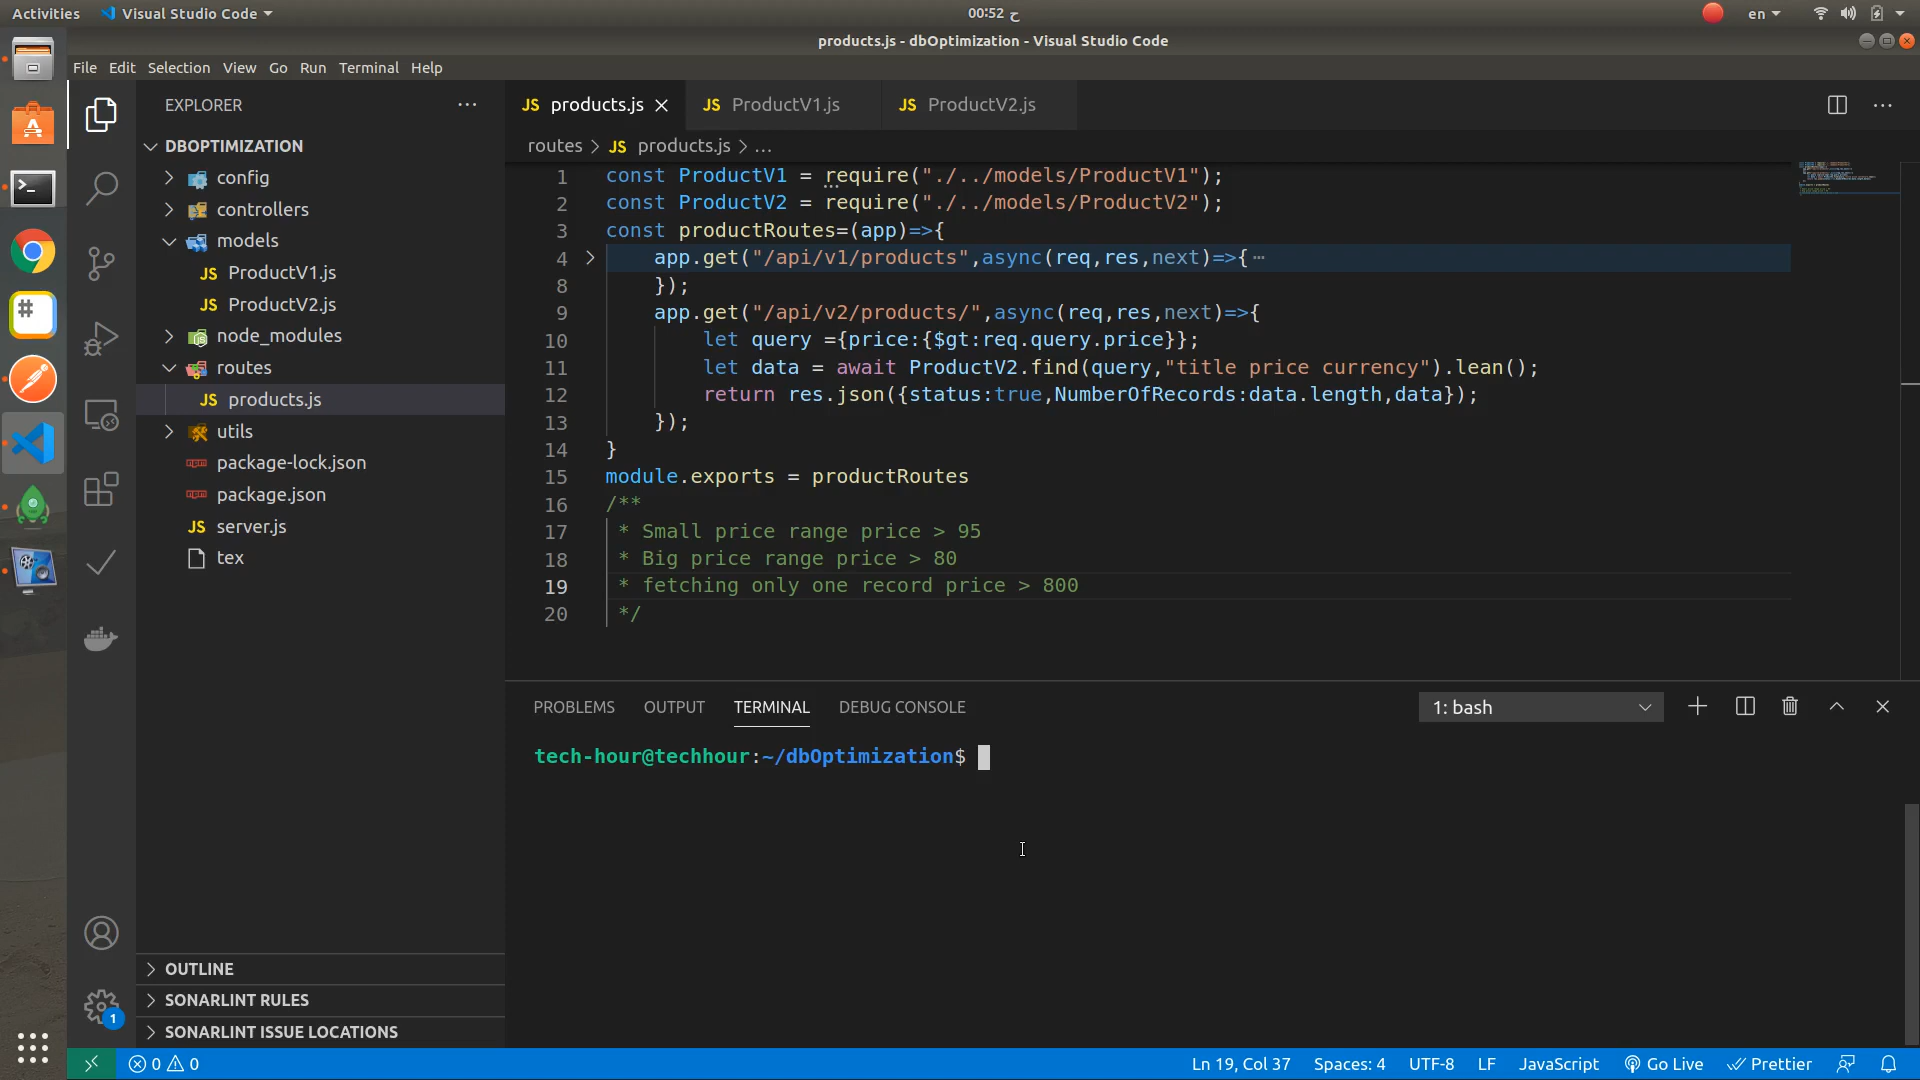 Activities
Visual Studio Code
00:52 ح
en
products.js - dbOptimization - Visual Studio Code
File Edit Selection View Go Run Terminal Help
EXPLORER
DBOPTIMIZATION
config
controllers
models
ProductV1.js
ProductV2.js
node_modules
routes
products.js
utils
package-lock.json
package.json
server.js
tex
OUTLINE
SONARLINT RULES
SONARLINT ISSUE LOCATIONS
products.js
ProductV1.js
ProductV2.js
routes > JS products.js > ...
1 const ProductV1 = require("./../models/ProductV1");
2 const ProductV2 = require("./../models/ProductV2");
3 const productRoutes=(app)=>{
4 app.get("/api/v1/products",async(req,res,next)=>{ ⋯
8 });
9 app.get("/api/v2/products/",async(req,res,next)=>{
10 let query ={price:{$gt:req.query.price}};
11 let data = await ProductV2.find(query,"title price currency").lean();
12 return res.json({status:true,NumberOfRecords:data.length,data});
13 });
14 }
15 module.exports = productRoutes
16 /**
17 * Small price range price > 95
18 * Big price range price > 80
19 * fetching only one record price > 800
20 */
PROBLEMS OUTPUT TERMINAL DEBUG CONSOLE
1: bash
tech-hour@techhour:~/dbOptimization$
1
0 0
Ln 19, Col 37 Spaces: 4 UTF-8 LF JavaScript Go Live Prettier